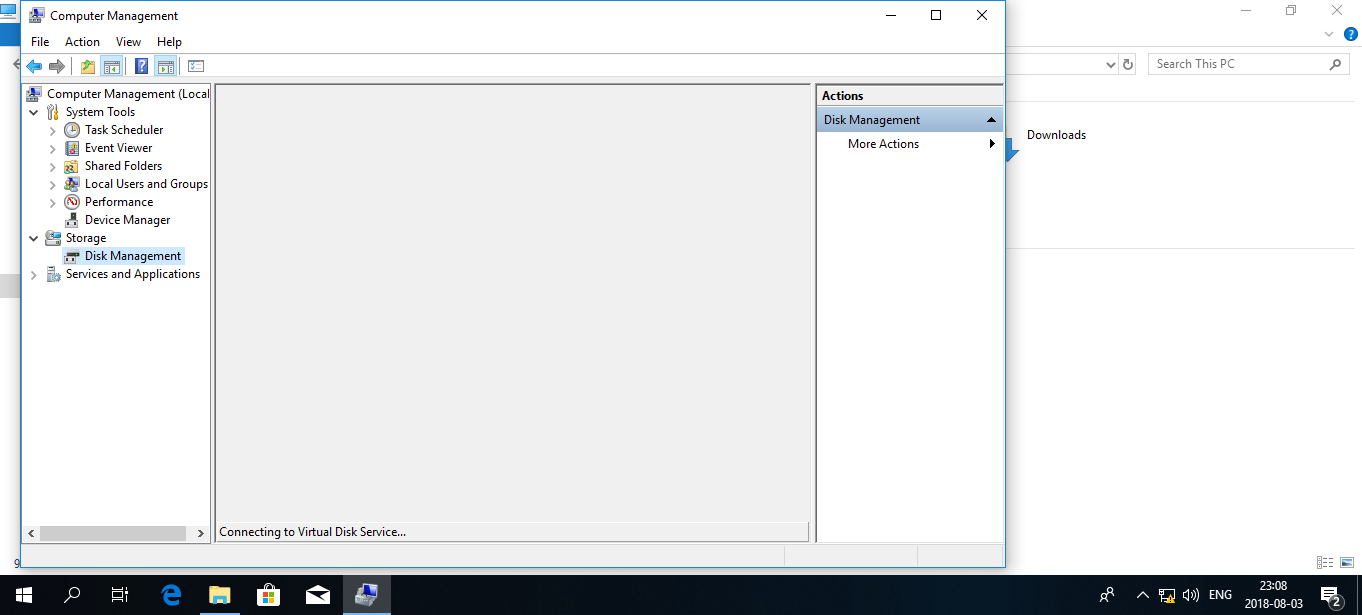 Computer Management
File Action View Help
Search This PC
Computer Management (Local
System Tools
Task Scheduler
Event Viewer
Shared Folders
Local Users and Groups
Performance
Device Manager
Storage
Disk Management
Services and Applications
Connecting to Virtual Disk Service...
Actions
Disk Management
More Actions
Downloads
9
ENG
23:08
2018-08-03
2